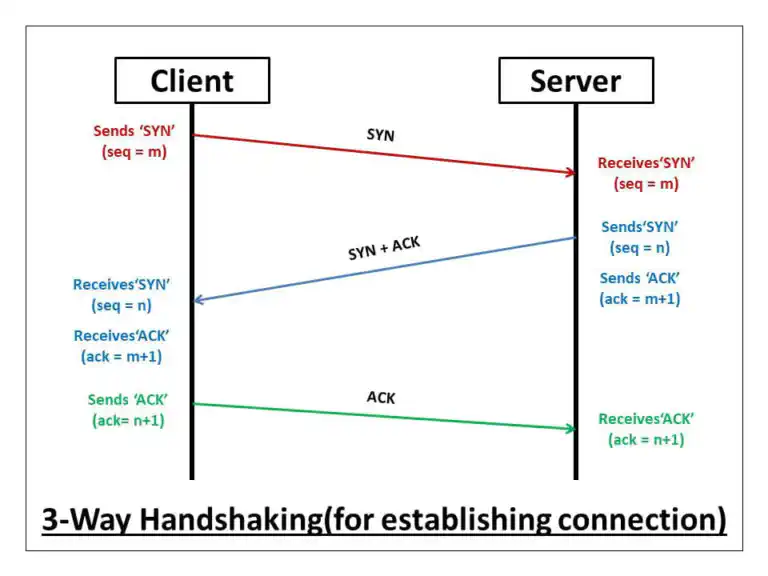 Client
Server
Sends ‘SYN’
(seq = m)
SYN
Receives‘SYN’
(seq = m)
Sends‘SYN’
(seq = n)
SYN + ACK
Sends ‘ACK’
(ack = m+1)
Receives‘SYN’
(seq = n)
Receives‘ACK’
(ack = m+1)
Sends ‘ACK’
(ack= n+1)
ACK
Receives‘ACK’
(ack = n+1)
3-Way Handshaking(for establishing connection)